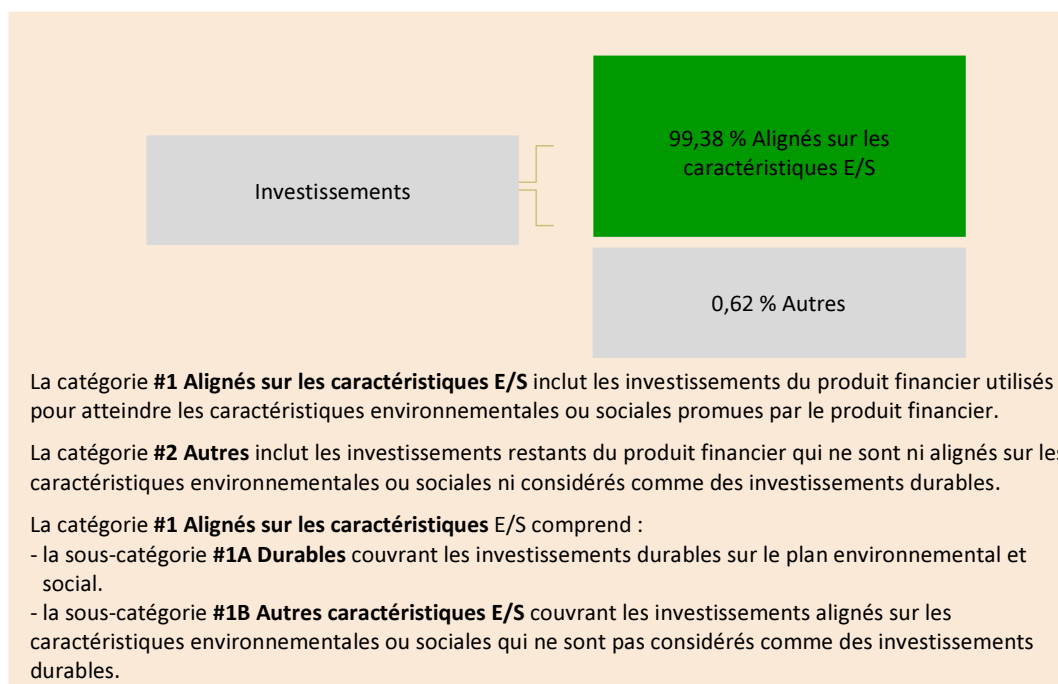 99,38 % Alignés sur les
caractéristiques E/S
Investissements
0,62 % Autres
La catégorie #1 Alignés sur les caractéristiques E/S inclut les investissements du produit financier utilisés
pour atteindre les caractéristiques environnementales ou sociales promues par le produit financier.
La catégorie #2 Autres inclut les investissements restants du produit financier qui ne sont ni alignés sur les
caractéristiques environnementales ou sociales ni considérés comme des investissements durables.
La catégorie #1 Alignés sur les caractéristiques E/S comprend :
- la sous-catégorie #1A Durables couvrant les investissements durables sur le plan environnemental et
social.
- la sous-catégorie #1B Autres caractéristiques E/S couvrant les investissements alignés sur les
caractéristiques environnementales ou sociales qui ne sont pas considérés comme des investissements
durables.